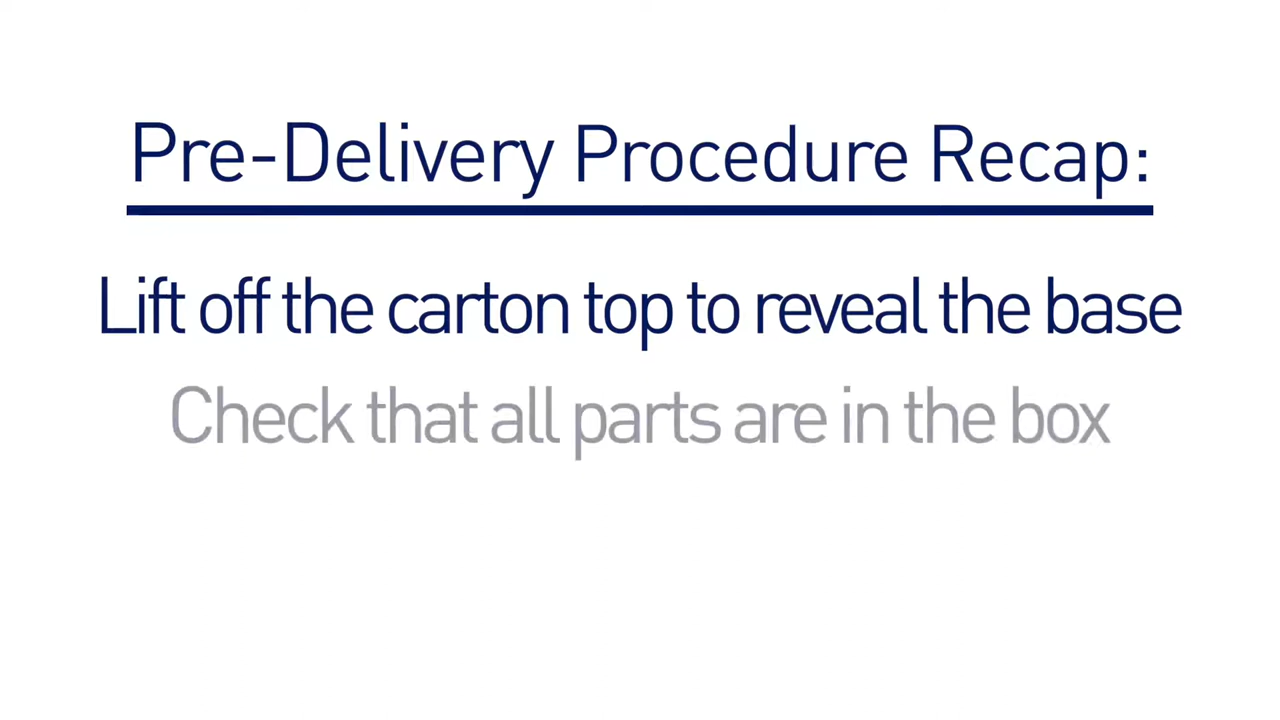 Pre-Delivery Procedure Recap:
Lift off the carton top to reveal the base
Check that all parts are in the box